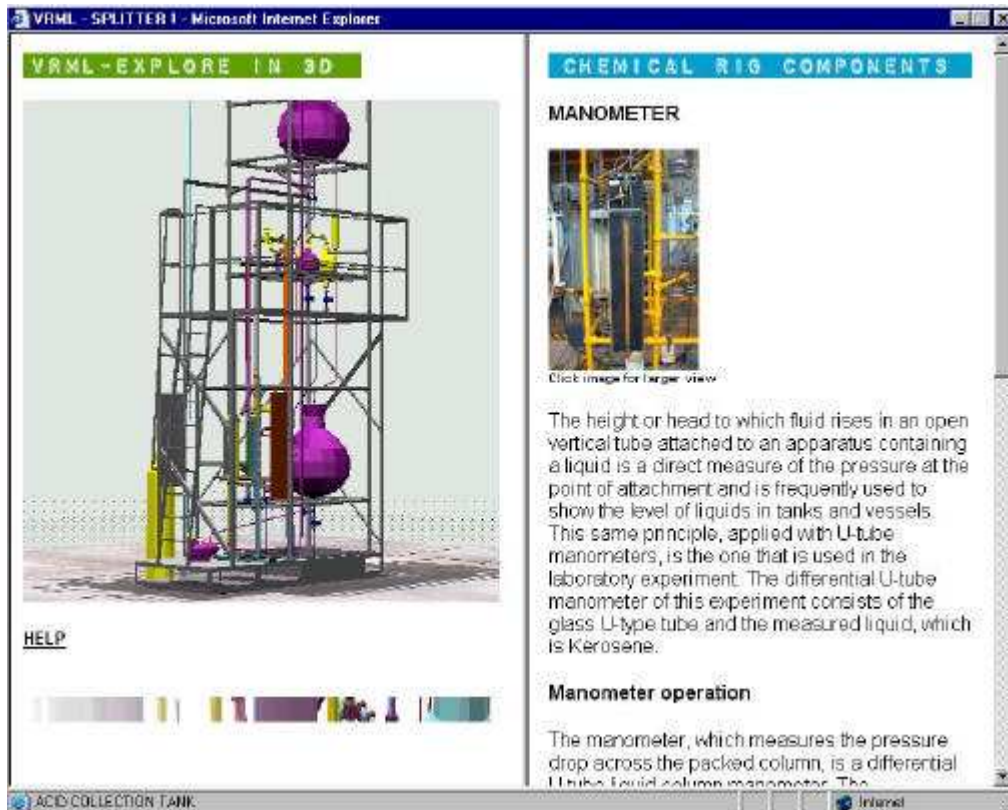 VRML - SPLITTER 1 - Microsoft Internet Explorer
VRML-EXPLORE IN 3D
HELP
CHEMICAL RIG COMPONENTS
MANOMETER
Click image for larger view
The height or head to which fluid rises in an open
vertical tube attached to an apparatus containing
a liquid is a direct measure of the pressure at the
point of attachment and is frequently used to
show the level of liquids in tanks and vessels.
This same principle, applied with U-tube
manometers, is the one that is used in the
laboratory experiment. The differential U-tube
manometer of this experiment consists of the
glass U-type tube and the measured liquid, which
is Kerosene.
Manometer operation
The manometer, which measures the pressure
drop across the packed column, is a differential
U-tube liquid column manometer. The
ACID COLLECTION TANK
Internet